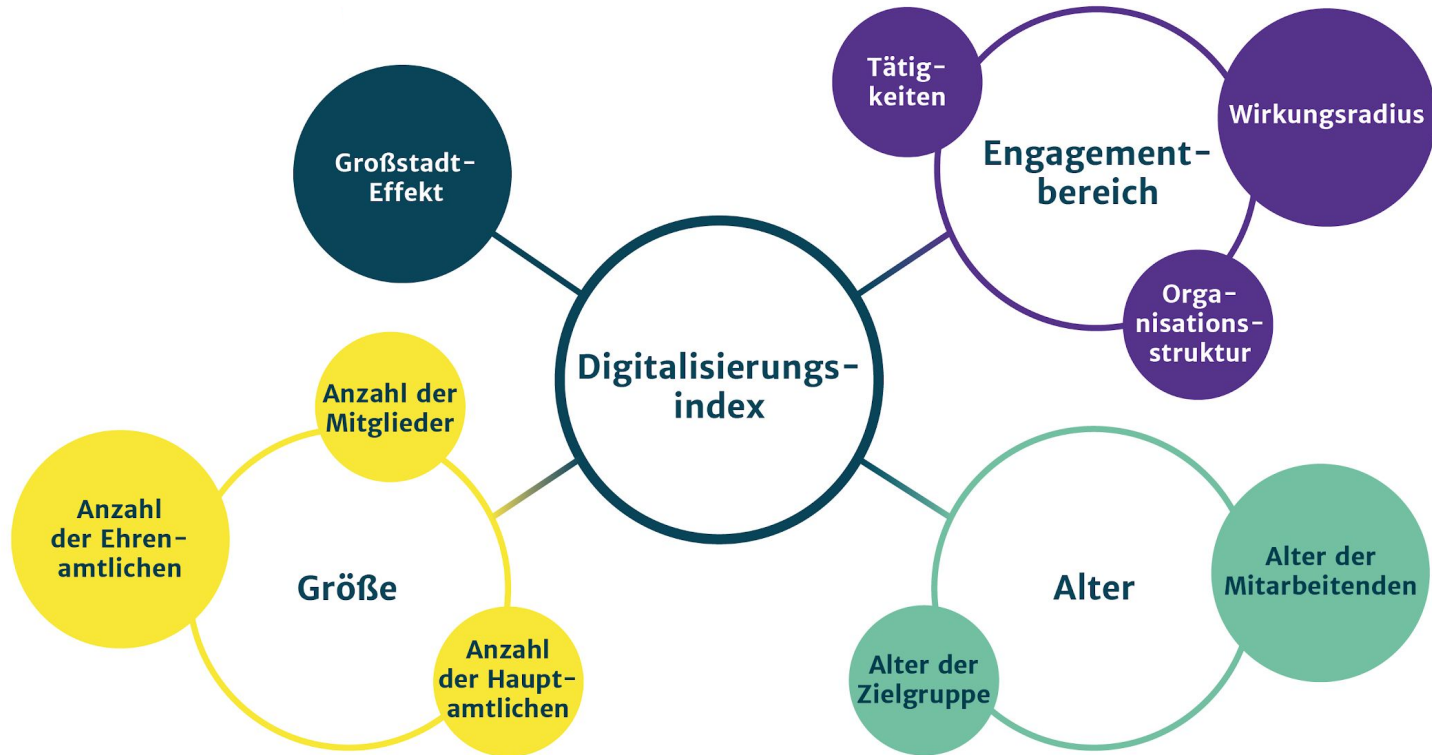 Großstadt-
Effekt
Tätig-
keiten
Wirkungsradius
Engagement-
bereich
Orga-
nisations-
struktur
Digitalisierungs-
index
Anzahl der
Mitglieder
Anzahl
der Ehren-
amtlichen
Größe
Anzahl
der Haupt-
amtlichen
Alter
Alter der
Mitarbeitenden
Alter der
Zielgruppe